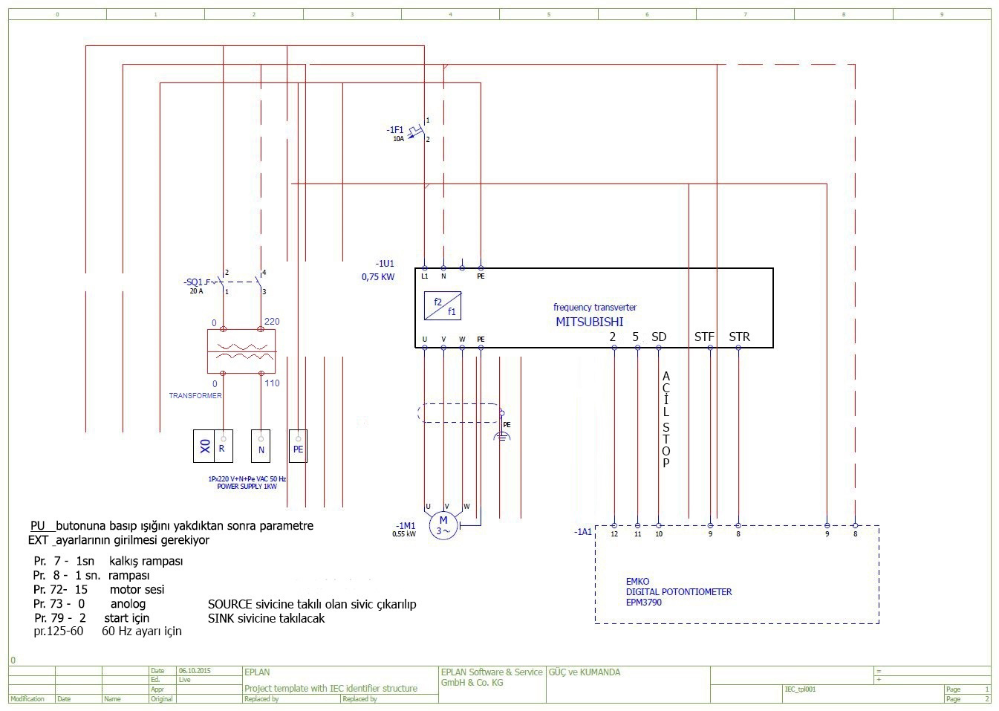 0 1 2 3 4 5 6 7 8 9
-1F1
10A
1
2
-1U1
0,75 KW
L1 N PE
f2
f1
frequency transverter
MITSUBISHI
2 5 SD STF STR
U V W PE
-SQ1
20 A
2 4
1 3
0 220
0 110
TRANSFORMER
X0 R N PE
1Px220 V+N+Pe VAC 50 Hz
POWER SUPPLY 1KW
PE
AÇİL STOP
U V W
-1M1
0,55 kW
M
3~
-1A1
12 11 10 9 8 9 8
EMKO
DIGITAL POTONTIOMETER
EPM3790
PU butonuna basıp ışığını yakdıktan sonra parametre
EXT ayarlarının girilmesi gerekiyor
Pr. 7 - 1sn kalkış rampası
Pr. 8 - 1 sn. rampası
Pr. 72- 15 motor sesi
Pr. 73 - 0 anolog
Pr. 79 - 2 start için
pr.125-60 60 Hz ayarı için
SOURCE sivicine takılı olan sivic çıkarılıp
SINK sivicine takılacak
0
Modification Date Name
Date 06.10.2015
Ed. Live
Appr
Original
EPLAN
Project template with IEC identifier structure
Replaced by Replaced by
EPLAN Software & Service
GmbH & Co. KG
GÜÇ ve KUMANDA
=
+
IEC_tpl001
Page 1
Page 2